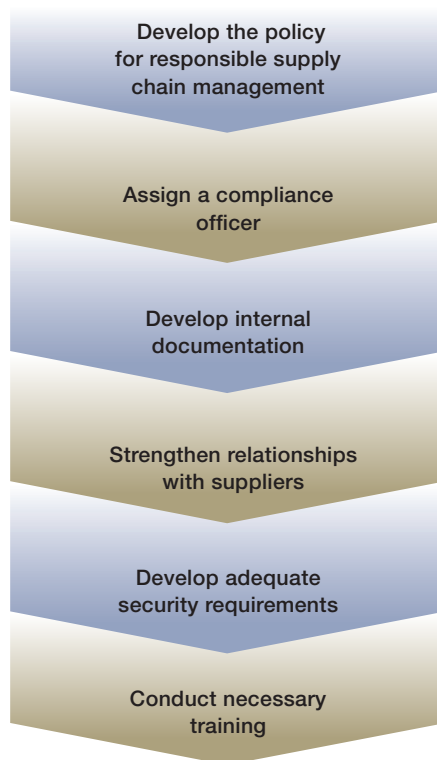 Develop the policy
for responsible supply
chain management
Assign a compliance
officer
Develop internal
documentation
Strengthen relationships
with suppliers
Develop adequate
security requirements
Conduct necessary
training